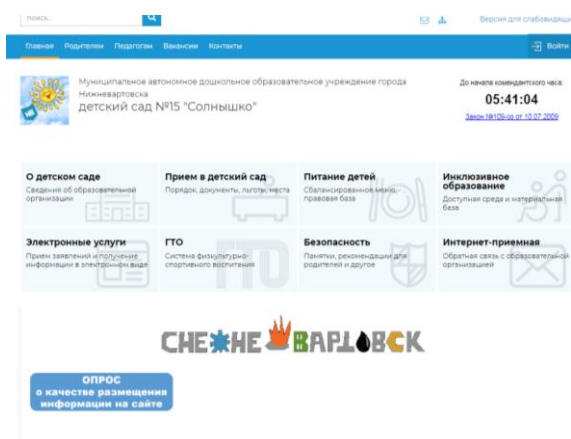 поиск..
Версия для слабовидящи
Главная Родителям Педагогам Вакансии Контакты
Войти
Муниципальное автономное дошкольное образовательное учреждение города
Нижневартовска
детский сад №15 "Солнышко"
До начала комендантского часа:
05:41:04
Закон №109-оз от 10.07.2009
О детском саде
Сведения об образовательной
организации
Прием в детский сад
Порядок, документы, льготы, места
Питание детей
Сбалансированное меню,
правовая база
Инклюзивное
образование
Доступная среда и материальная
база
Электронные услуги
Прием заявлений и получение
информации в электронном виде
ГТО
Система физкультурно-
спортивного воспитания
Безопасность
Памятки, рекомендации для
родителей и другое
Интернет-приемная
Обратная связь с образовательной
организацией
СНЕЖНЕВАРТОВСК
ОПРОС
о качестве размещения
информации на сайте